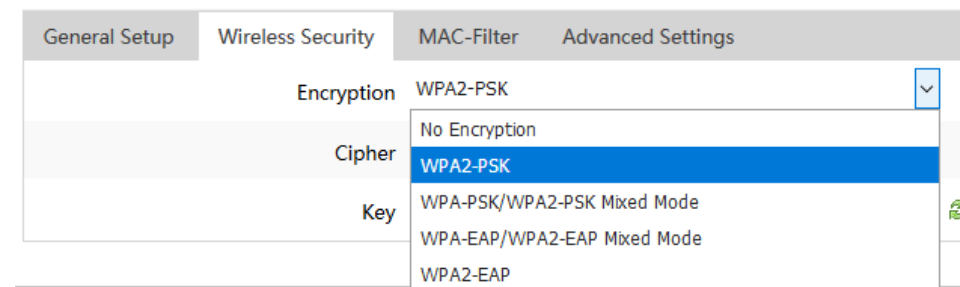 General Setup Wireless Security MAC-Filter Advanced Settings
Encryption WPA2-PSK
No Encryption
Cipher
WPA2-PSK
Key
WPA-PSK/WPA2-PSK Mixed Mode
WPA-EAP/WPA2-EAP Mixed Mode
WPA2-EAP